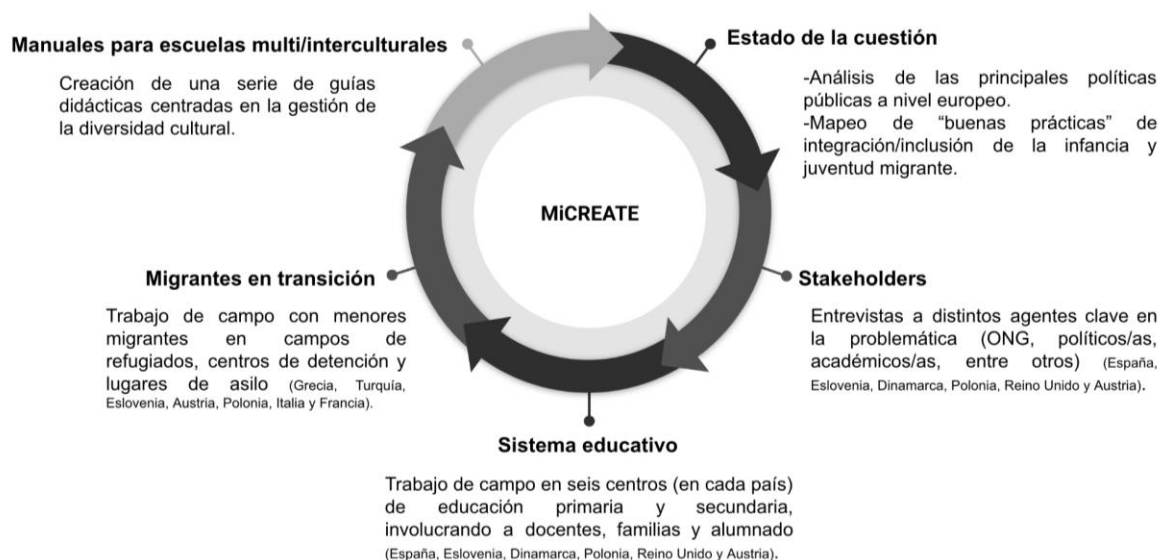 Manuales para escuelas multi/interculturales
Creación de una serie de guías
didácticas centradas en la gestión de
la diversidad cultural.
Estado de la cuestión
-Análisis de las principales políticas
públicas a nivel europeo.
-Mapeo de “buenas prácticas” de
integración/inclusión de la infancia y
juventud migrante.
MiCREATE
Migrantes en transición
Trabajo de campo con menores
migrantes en campos de
refugiados, centros de detención y
lugares de asilo (Grecia, Turquía,
Eslovenia, Austria, Polonia, Italia y Francia).
Stakeholders
Entrevistas a distintos agentes clave en
la problemática (ONG, políticos/as,
académicos/as, entre otros) (España,
Eslovenia, Dinamarca, Polonia, Reino Unido y Austria).
Sistema educativo
Trabajo de campo en seis centros (en cada país)
de educación primaria y secundaria,
involucrando a docentes, familias y alumnado
(España, Eslovenia, Dinamarca, Polonia, Reino Unido y Austria).